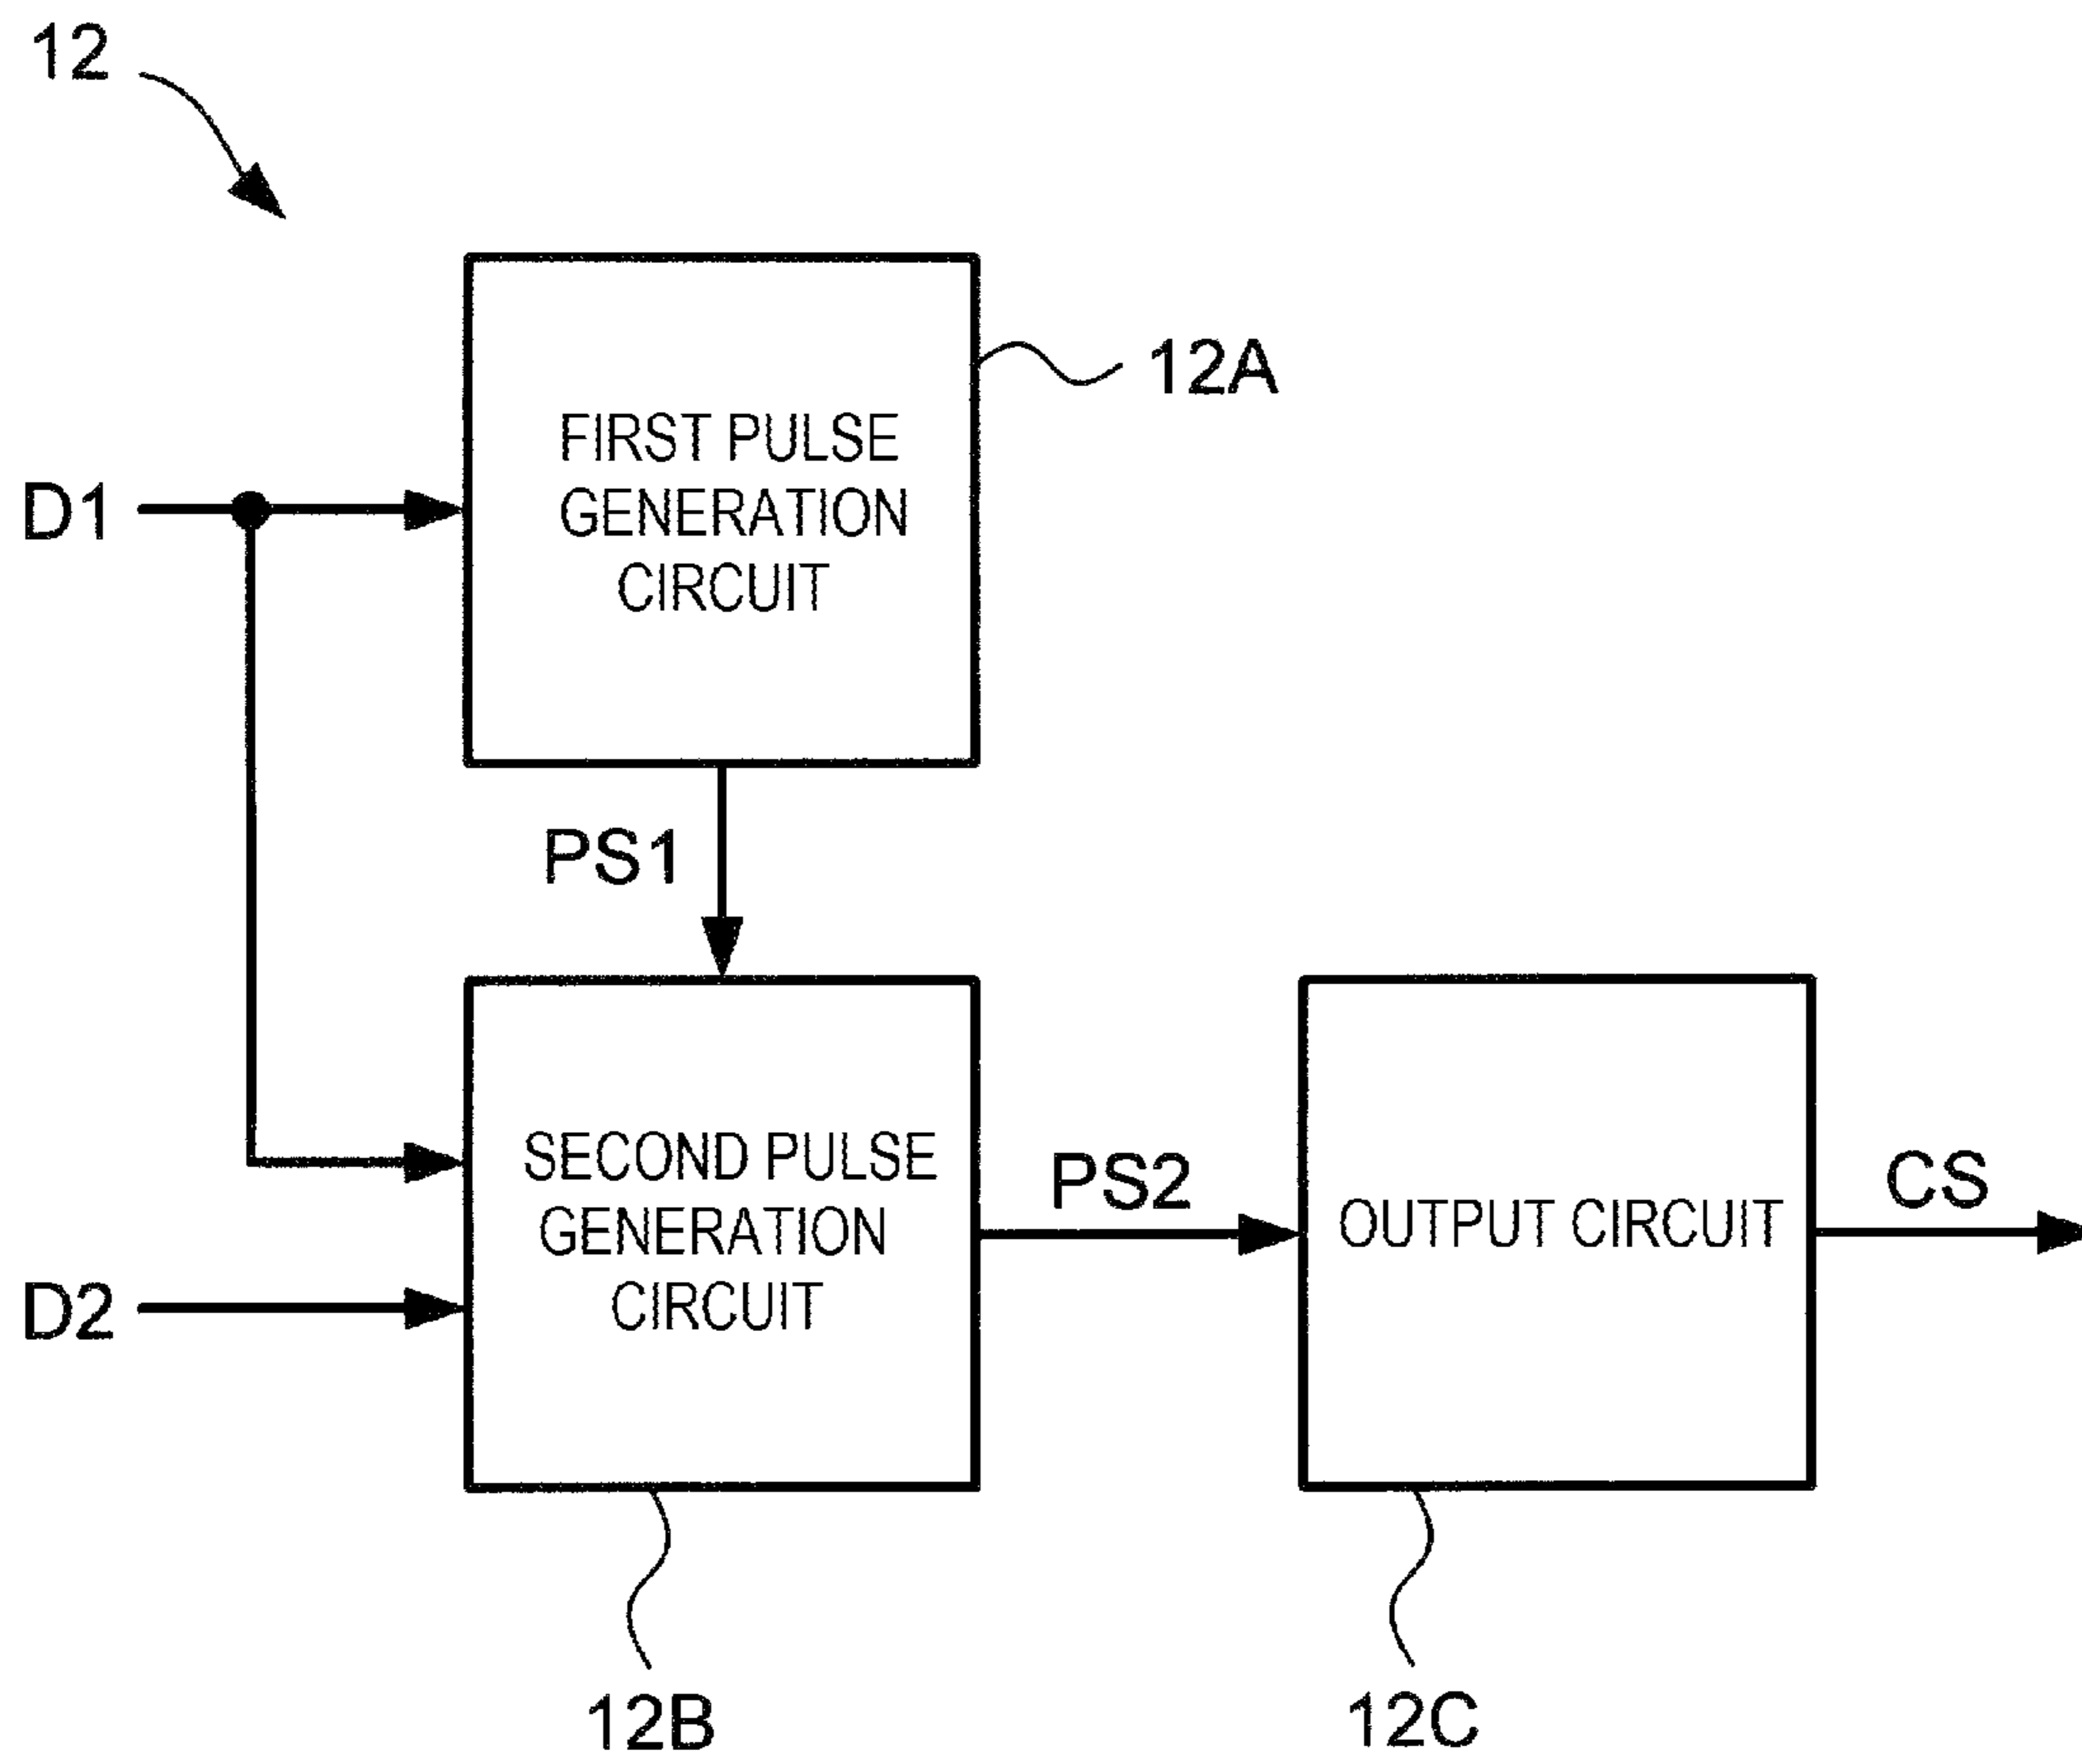 12
12A
FIRST PULSE
GENERATION
CIRCUIT
D1
PS1
SECOND PULSE
GENERATION
CIRCUIT
PS2
OUTPUT CIRCUIT
CS
D2
12B
12C